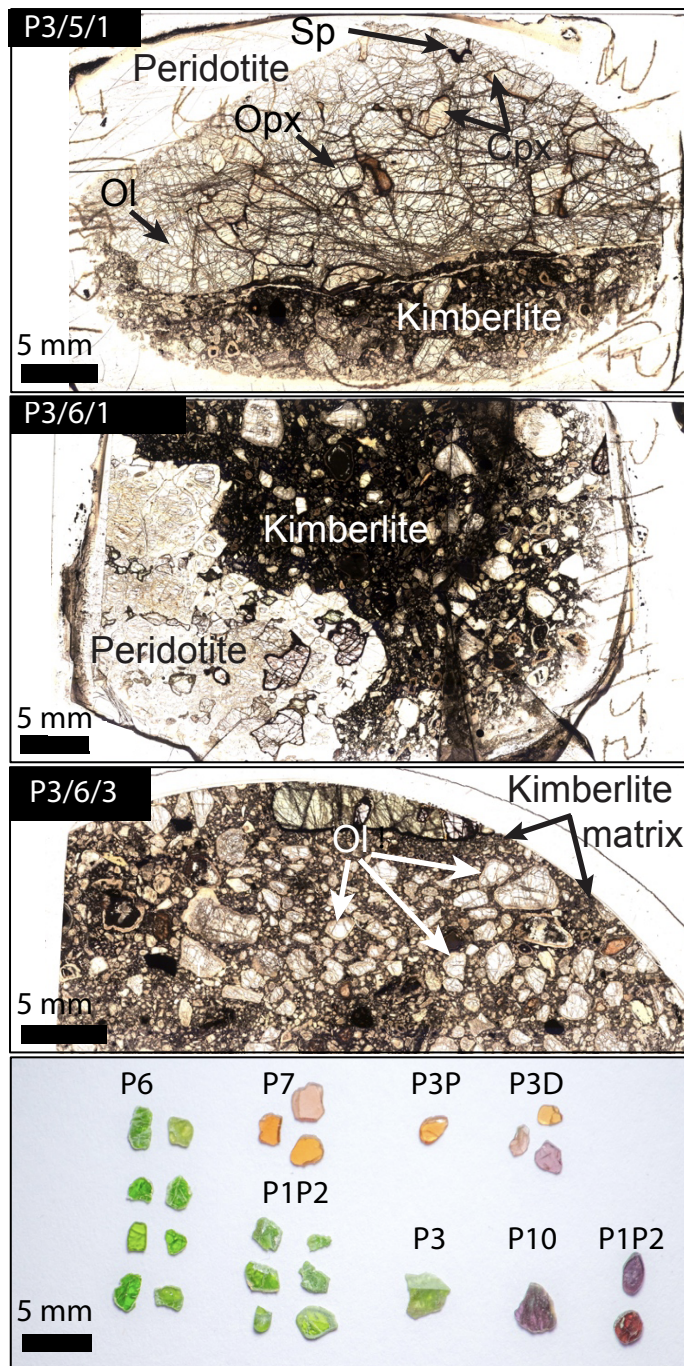 P3/5/1
Sp
Peridotite
Opx
Cpx
Ol
Kimberlite
5 mm
P3/6/1
Kimberlite
Peridotite
5 mm
P3/6/3
Kimberlite
matrix
Ol
5 mm
P6
P7
P3P
P3D
P1P2
P3
P10
P1P2
5 mm